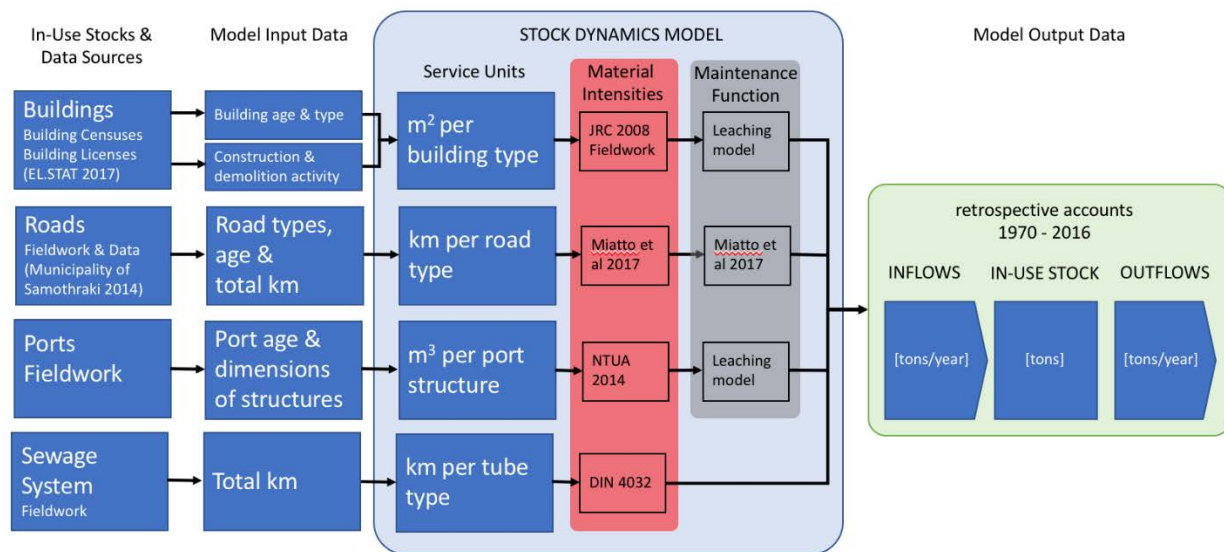 In-Use Stocks &
Data Sources
Model Input Data
STOCK DYNAMICS MODEL
Model Output Data
Service Units
Material
Intensities
Maintenance
Function
Buildings
Building Censuses
Building Licenses
(EL.STAT 2017)
Building age & type
Construction &
demolition activity
m² per
building type
JRC 2008
Fieldwork
Leaching
model
Roads
Fieldwork & Data
(Municipality of
Samothraki 2014)
Road types,
age &
total km
km per road
type
Miatto et
al 2017
Miatto et
al 2017
Ports
Fieldwork
Port age &
dimensions
of structures
m³ per port
structure
NTUA
2014
Leaching
model
Sewage
System
Fieldwork
Total km
km per tube
type
DIN 4032
retrospective accounts
1970 - 2016
INFLOWS
IN-USE STOCK
OUTFLOWS
[tons/year]
[tons]
[tons/year]